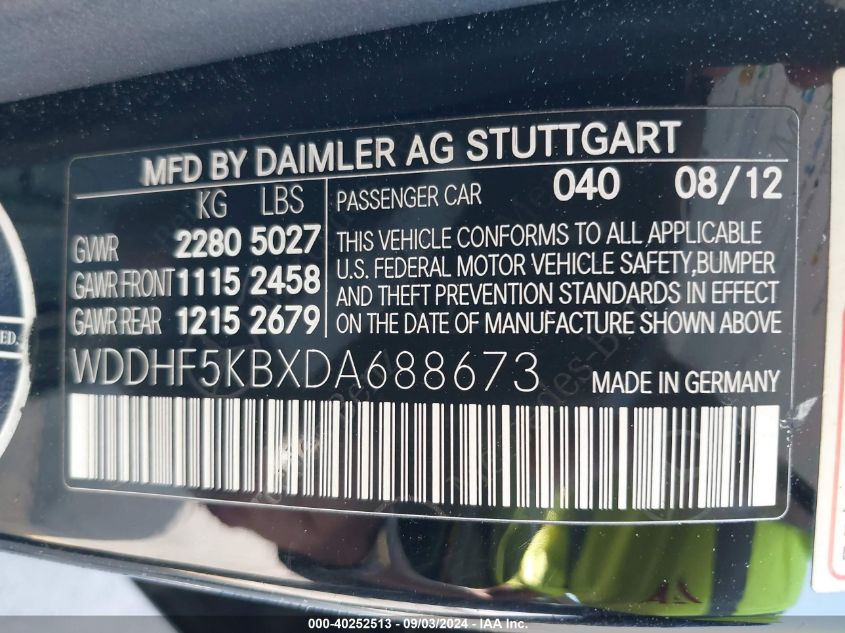 MFD BY DAIMLER AG STUTTGART
KG LBS
GVWR 2280 5027
GAWR FRONT 1115 2458
GAWR REAR 1215 2679
PASSENGER CAR 040 08/12
THIS VEHICLE CONFORMS TO ALL APPLICABLE
U.S. FEDERAL MOTOR VEHICLE SAFETY, BUMPER
AND THEFT PREVENTION STANDARDS IN EFFECT
ON THE DATE OF MANUFACTURE SHOWN ABOVE
WDDHF5KBXDA688673 MADE IN GERMANY
000 - 40252513 - 09/03/2024 - IMPACT - AUCTIONS